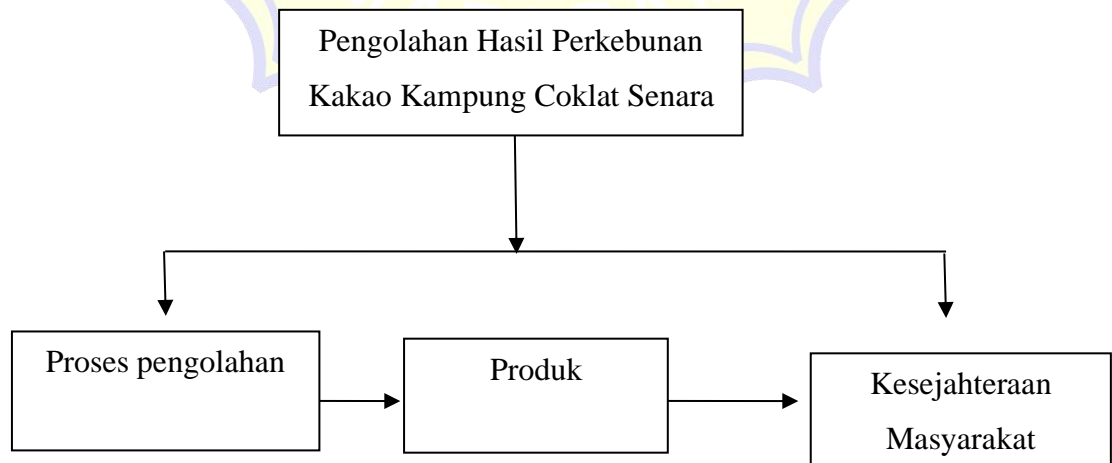 Pengolahan Hasil Perkebunan
Kakao Kampung Coklat Senara
Proses pengolahan
Produk
Kesejahteraan
Masyarakat